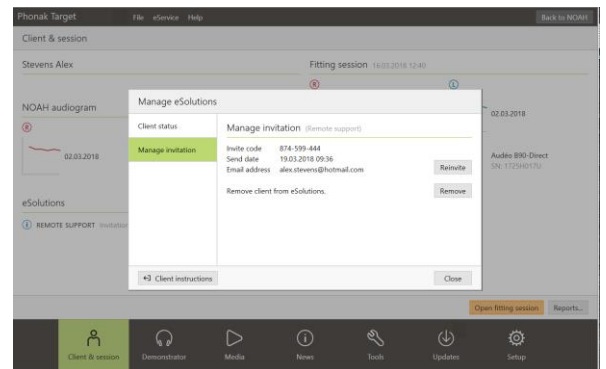 Phonak Target File eService Help Back to NOAH
Client & session
Stevens Alex Fitting session 16.03.2018 12:40
R L
NOAH audiogram
R
02.03.2018
02.03.2018
Audéo B90-Direct
SN: 1725H017U
eSolutions
REMOTE SUPPORT Invitation
Manage eSolutions
Client status
Manage invitation
Manage invitation (Remote support)
Invite code 874-599-444
Send date 19.03.2018 09:36
Email address alex.stevens@hotmail.com Reinvite
Remove client from eSolutions. Remove
Client instructions Close
Open fitting session Reports...
Client & session Demonstrator Media News Tools Updates Setup